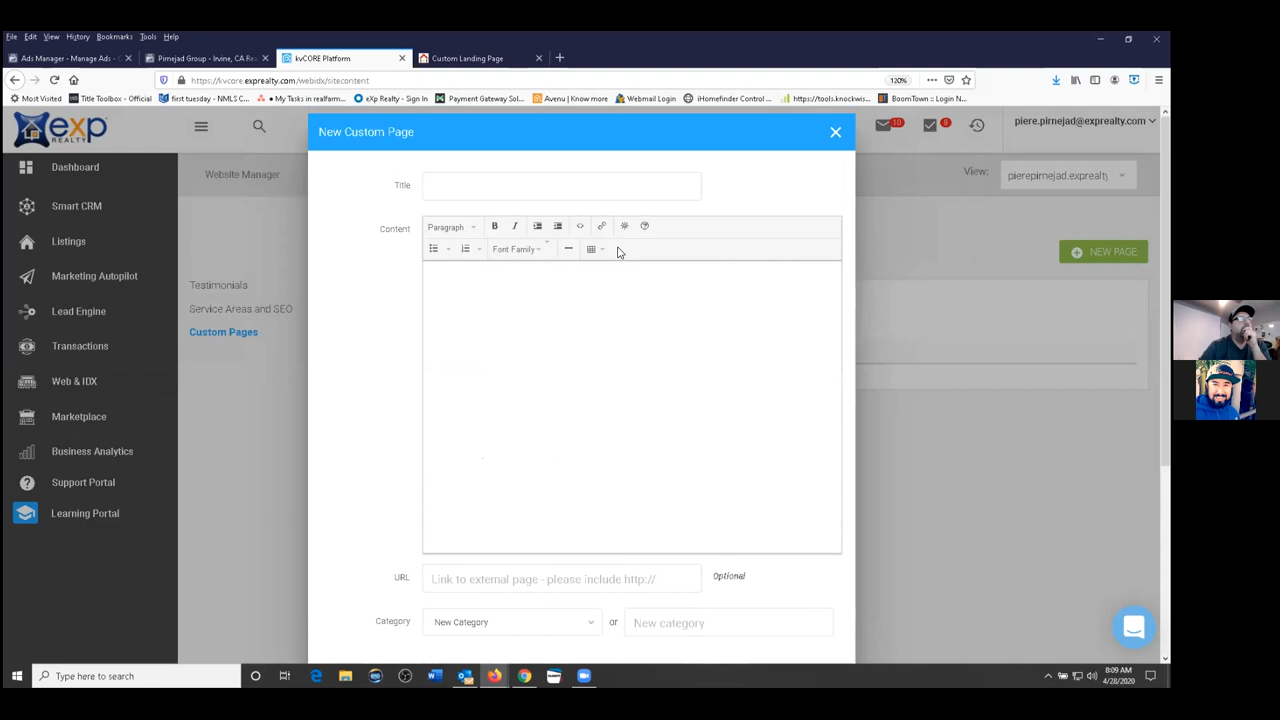 File Edit View History Bookmarks Tools Help
Ads Manager - Manage Ads - C
Pirnejad Group - Irvine, CA Rea
kvCORE Platform
Custom Landing Page
https://kvcore.exprealty.com/webidx/sitecontent
120%
Most Visited
Title Toolbox - Official
first tuesday - NMLS C...
My Tasks in realfarm...
eXp Realty - Sign In
Payment Gateway Sol...
Avenu | Know more
Webmail Login
iHomefinder Control ...
https://tools.knockwis...
BoomTown :: Login N...
exp
REALTY
10
8
piere.pirnejad@exprealty.com
Dashboard
Smart CRM
Listings
Marketing Autopilot
Lead Engine
Transactions
Web & IDX
Marketplace
Business Analytics
Support Portal
Learning Portal
Website Manager
View:
pierepirnejad.exprealty
NEW PAGE
Testimonials
Service Areas and SEO
Custom Pages
New Custom Page
Title
Content
Paragraph
B I
Font Family
URL
Link to external page - please include http://
Optional
Category
New Category
or
New category
Type here to search
8:09 AM
4/28/2020